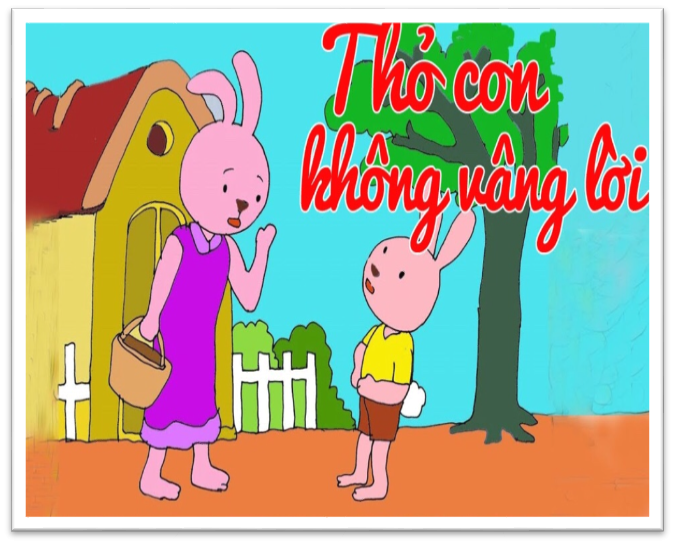 Thỏ con
không vâng lời